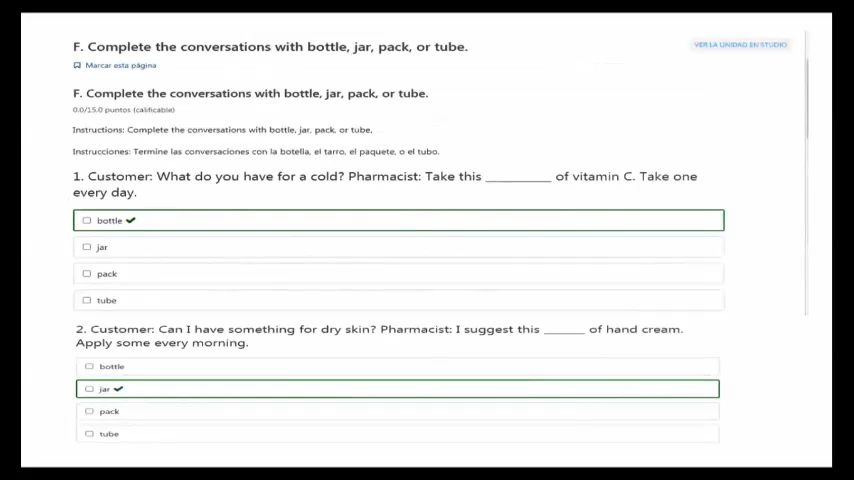 F. Complete the conversations with bottle, jar, pack, or tube.
VER LA UNIDAD EN STUDIO
Marcar esta página
F. Complete the conversations with bottle, jar, pack, or tube.
0.0/15.0 puntos (calificable)
Instructions: Complete the conversations with bottle, jar, pack, or tube,
Instrucciones: Termine las conversaciones con la botella, el tarro, el paquete, o el tubo.
1. Customer: What do you have for a cold? Pharmacist: Take this __________ of vitamin C. Take one
every day.
bottle
jar
pack
tube
2. Customer: Can I have something for dry skin? Pharmacist: I suggest this ______ of hand cream.
Apply some every morning.
bottle
jar
pack
tube